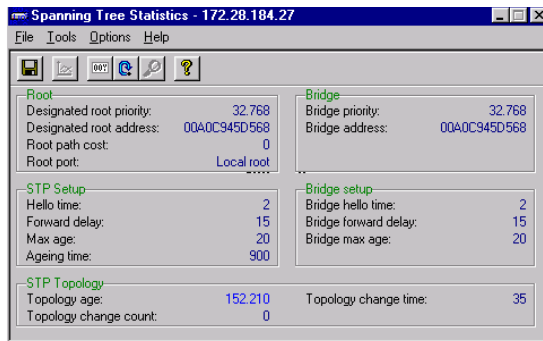 Spanning Tree Statistics - 172.28.184.27
File Tools Options Help
Root
Designated root priority: 32.768
Designated root address: 00A0C945D568
Root path cost: 0
Root port: Local root
Bridge
Bridge priority: 32.768
Bridge address: 00A0C945D568
STP Setup
Hello time: 2
Forward delay: 15
Max age: 20
Ageing time: 900
Bridge setup
Bridge hello time: 2
Bridge forward delay: 15
Bridge max age: 20
STP Topology
Topology age: 152.210 Topology change time: 35
Topology change count: 0